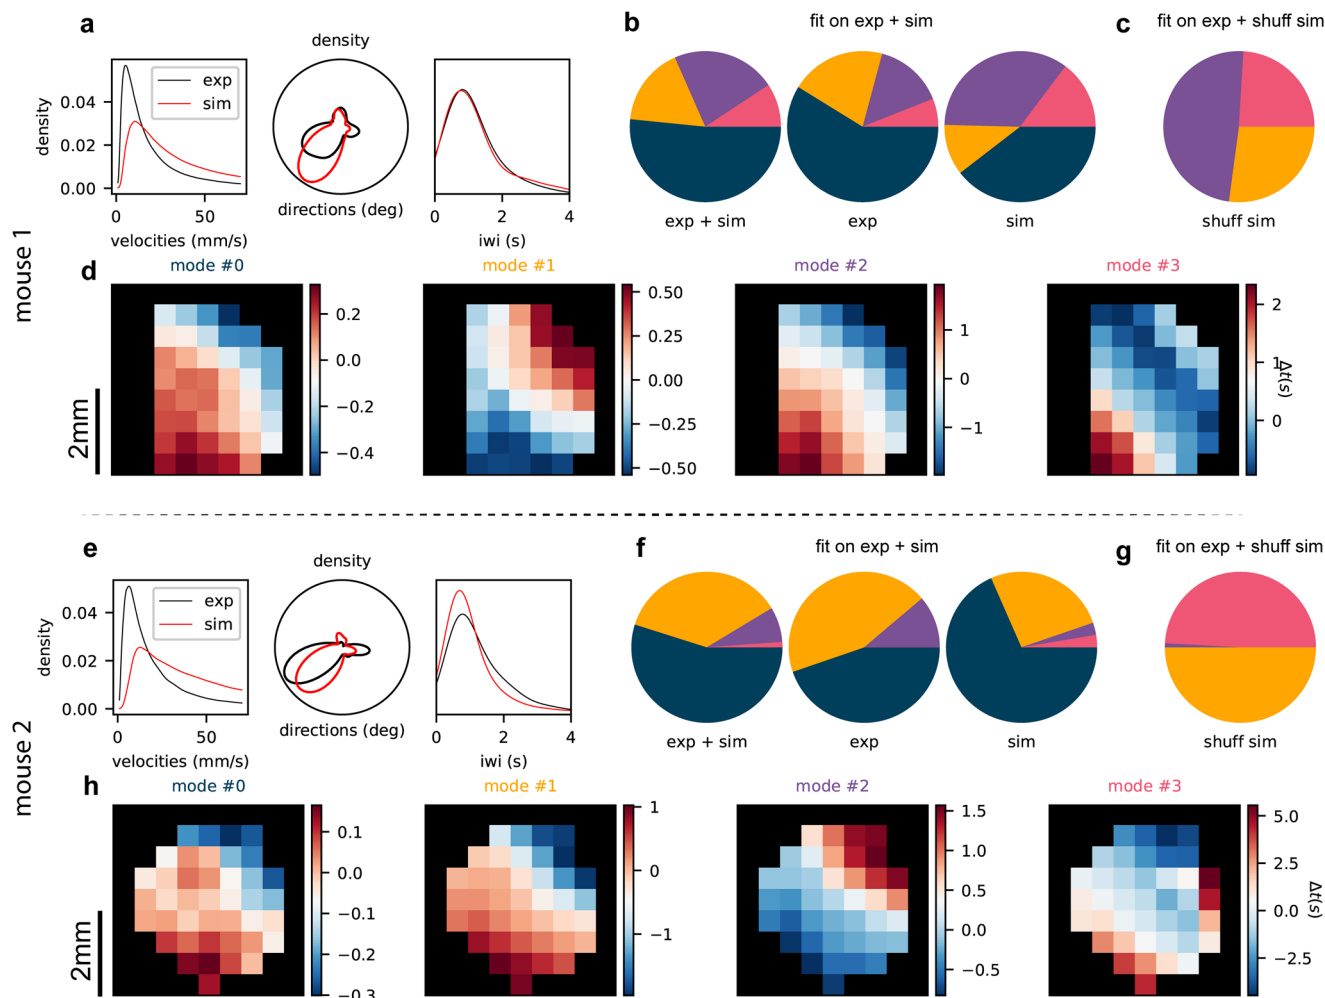 a
density
density
0.04
0.02
0.00
exp
sim
0
50
velocities (mm/s)
directions (deg)
0
2
4
iwi (s)
b
fit on exp + sim
exp + sim
exp
sim
c
fit on exp + shuff sim
shuff sim
mouse 1
d
mode #0
0.2
0.0
−0.2
−0.4
2mm
mode #1
0.50
0.25
0.00
−0.25
−0.50
mode #2
1
0
−1
mode #3
2
1
0
Δt(s)
e
density
density
0.04
0.02
0.00
exp
sim
0
50
velocities (mm/s)
directions (deg)
0
2
4
iwi (s)
f
fit on exp + sim
exp + sim
exp
sim
g
fit on exp + shuff sim
shuff sim
mouse 2
h
mode #0
0.1
0.0
−0.1
−0.2
−0.3
2mm
mode #1
1
0
−1
mode #2
1.5
1.0
0.5
0.0
−0.5
mode #3
5.0
2.5
0.0
−2.5
Δt(s)